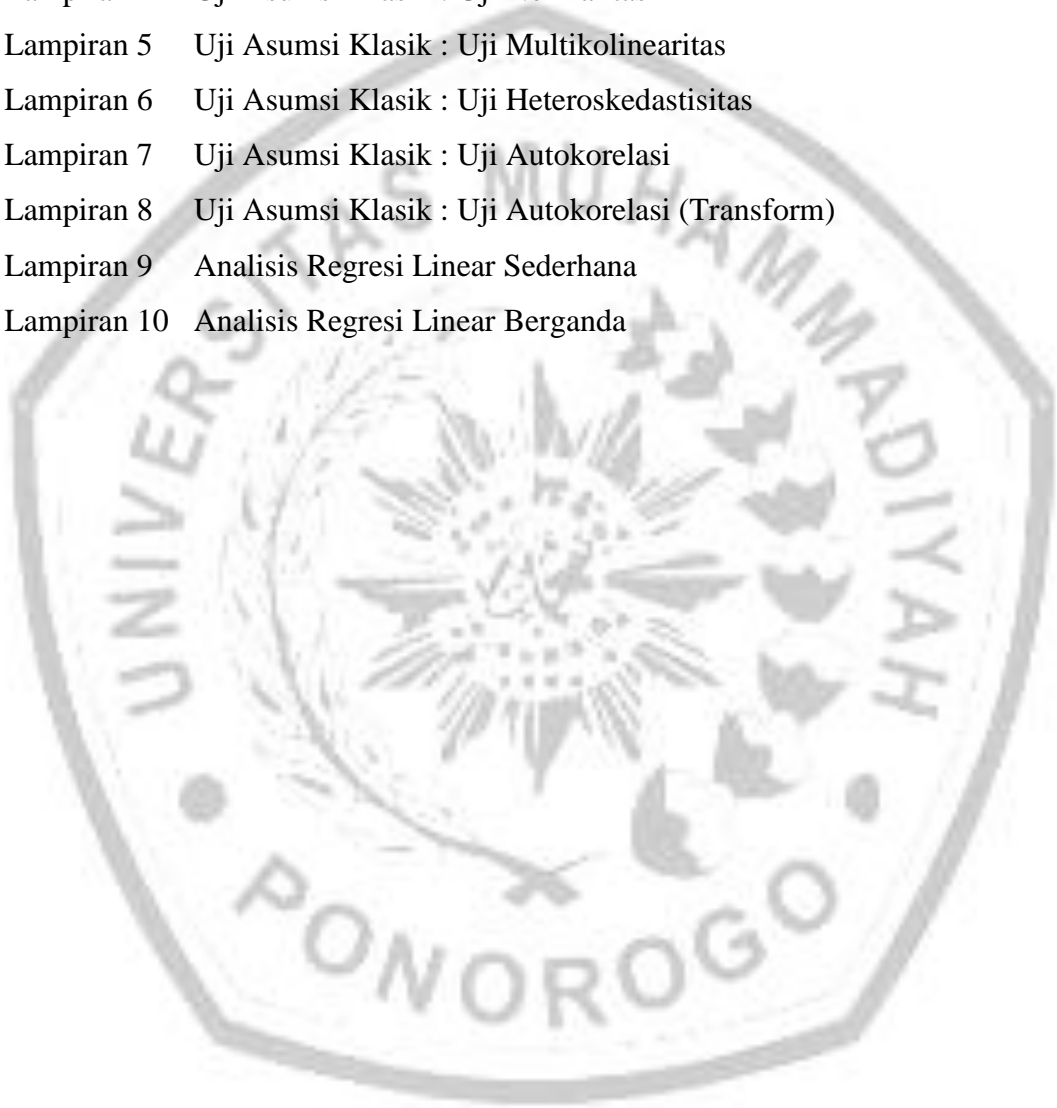 Lampiran 5 Uji Asumsi Klasik : Uji Multikolinearitas
Lampiran 6 Uji Asumsi Klasik : Uji Heteroskedastisitas
Lampiran 7 Uji Asumsi Klasik : Uji Autokorelasi
Lampiran 8 Uji Asumsi Klasik : Uji Autokorelasi (Transform)
Lampiran 9 Analisis Regresi Linear Sederhana
Lampiran 10 Analisis Regresi Linear Berganda
UNIVERSITAS MUHAMMADIYAH
PONOROGO